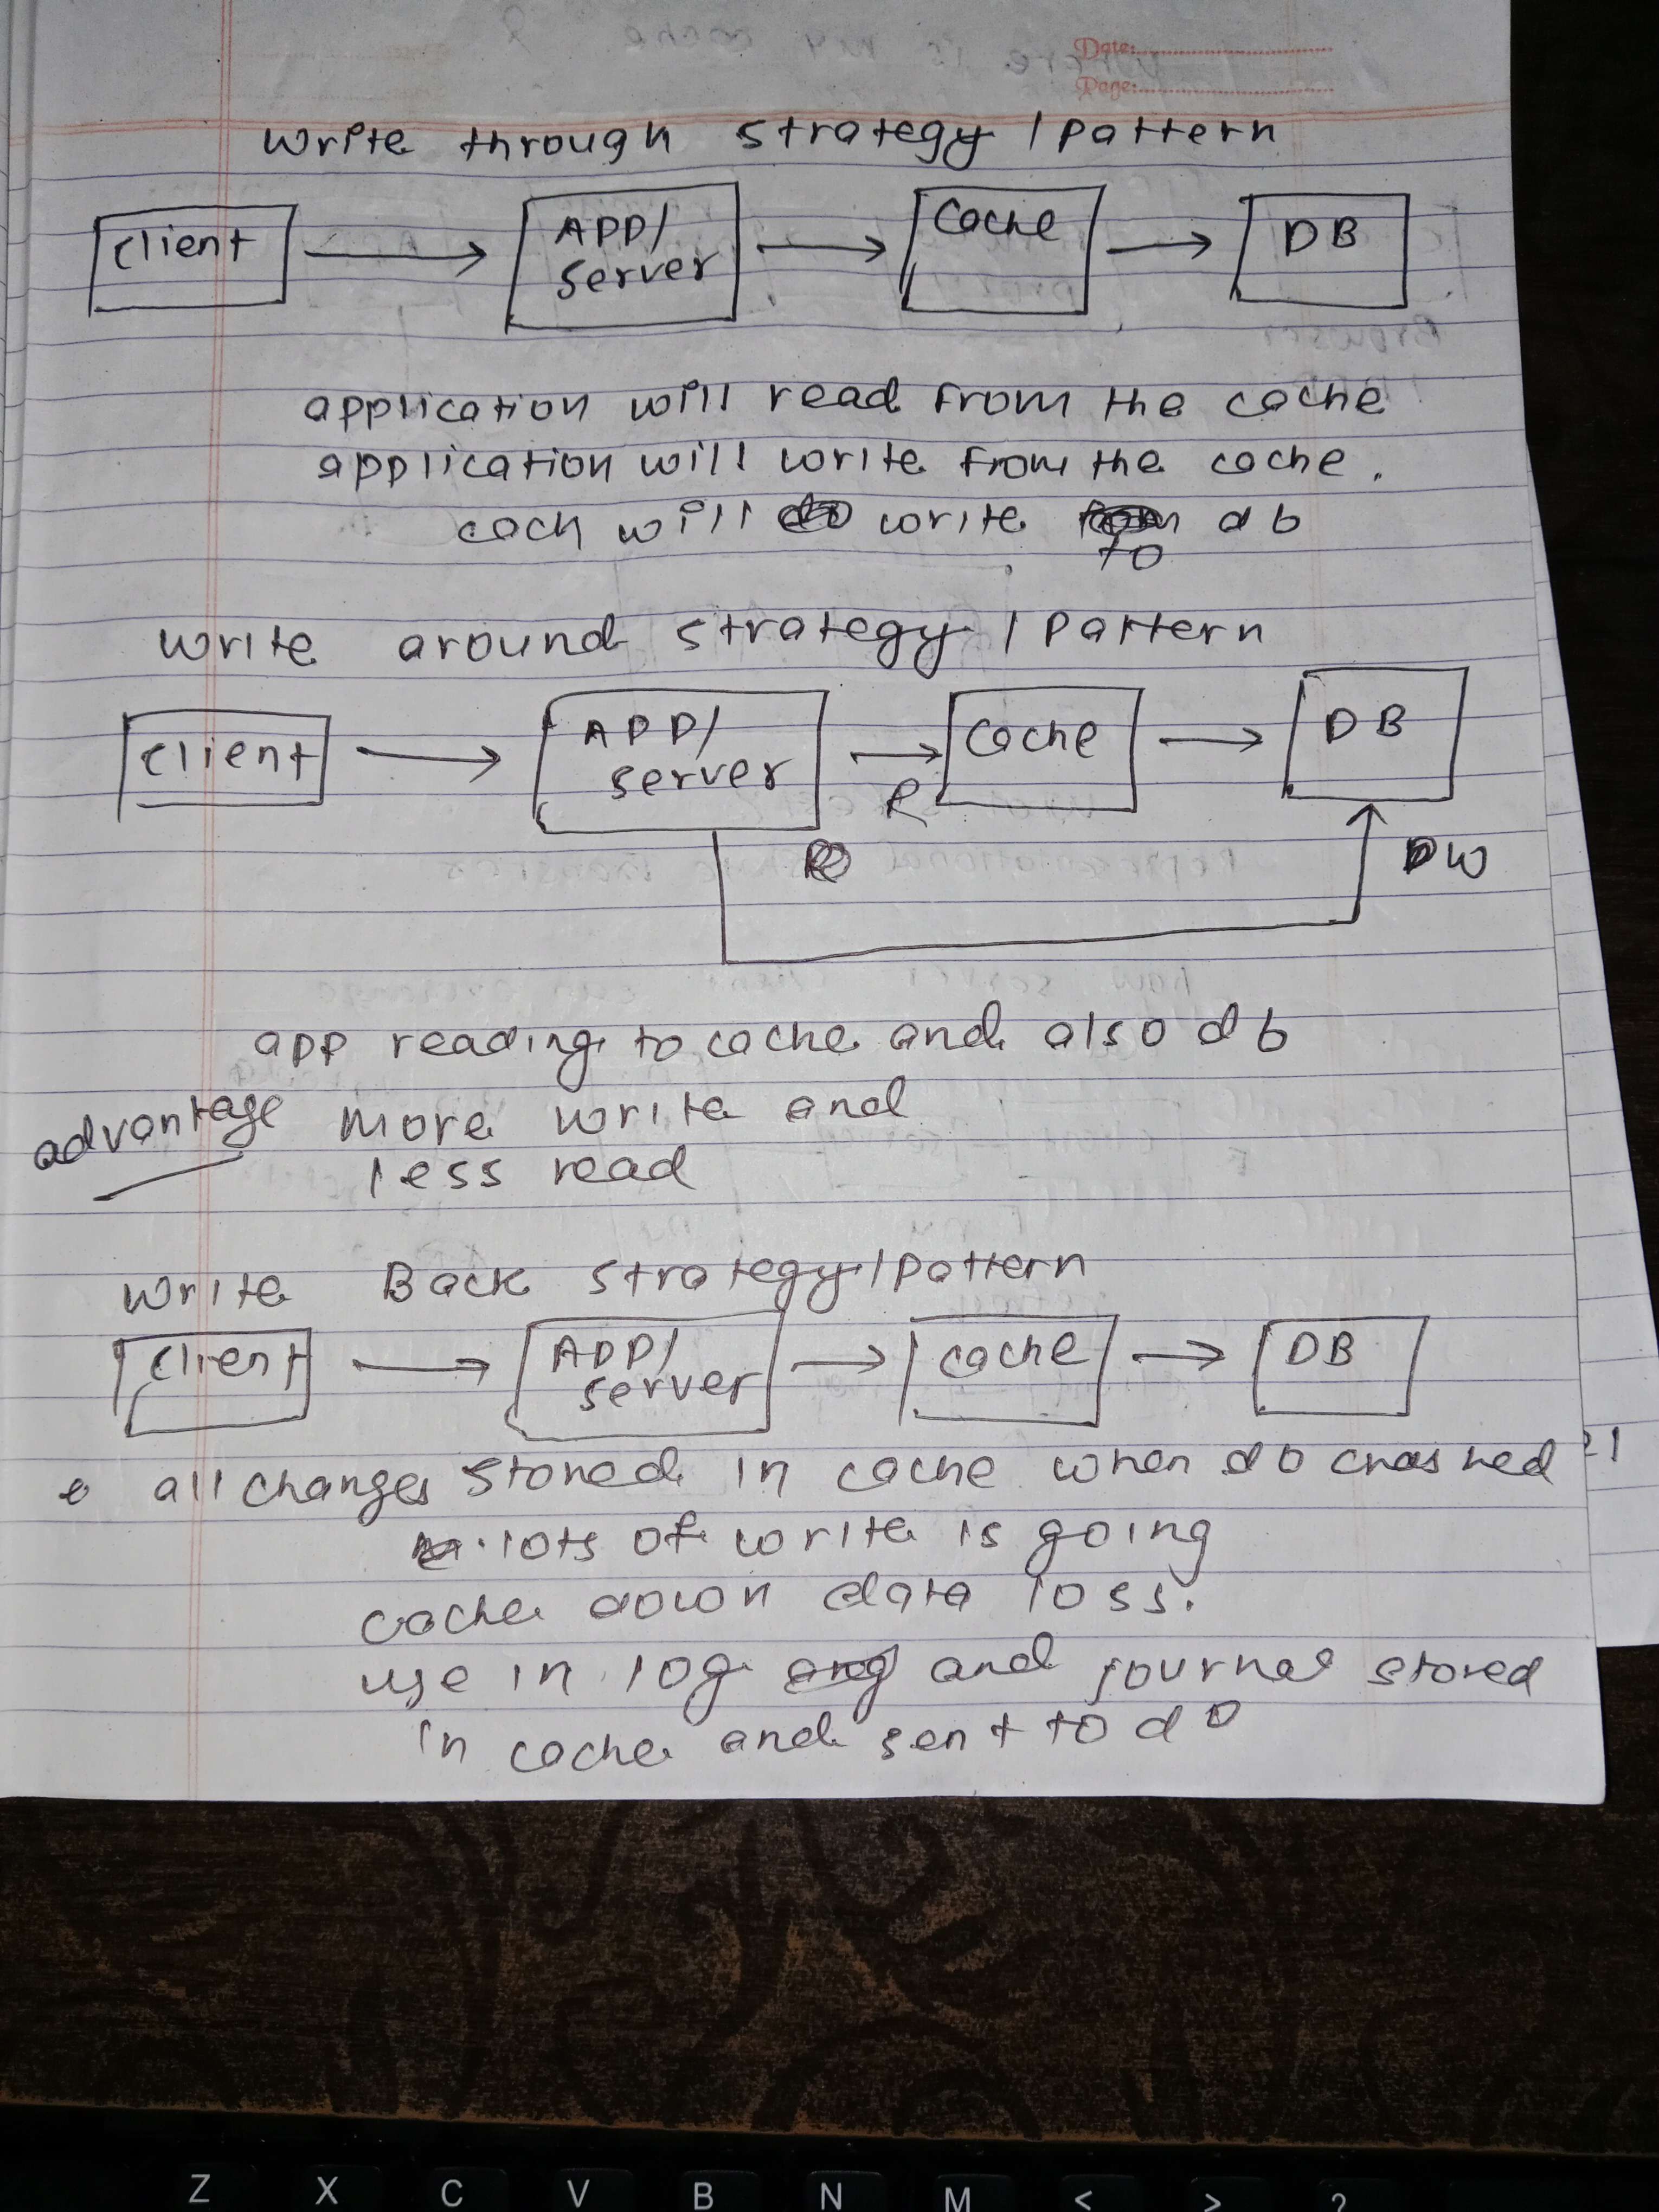 Date:
Page:
Write through strategy / pattern
client
APP/
server
Cache
DB
application will read from the cache
application will write from the cache.
cach will write to db
Write around strategy / Pattern
client
APP/
server
R
Cache
DB
W
app reading to cache and also db
advantage more write and
less read
Write Back strategy / pattern
client
APP/
server
cache
DB
all changes stored in cache when db crashed
lots of write is going
cache down data loss.
use in log and journal stored
in cache and sent to db
Z X C V B N M < > ?